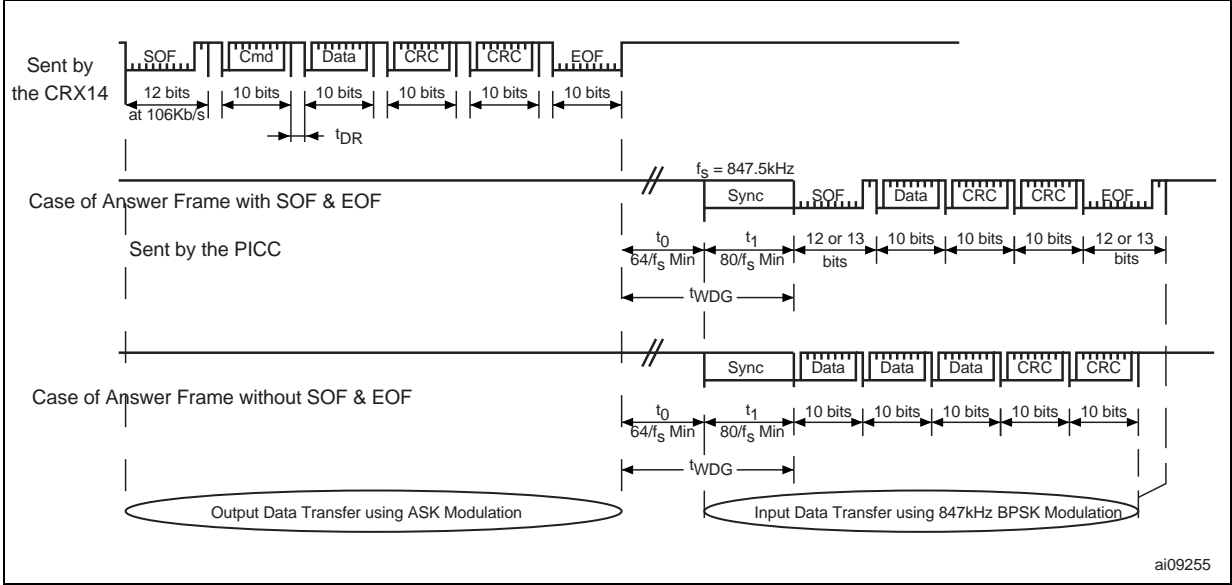 Sent by
the CRX14
SOF
Cmd
Data
CRC
CRC
EOF
12 bits
at 106Kb/s
10 bits
10 bits
10 bits
10 bits
10 bits
tDR
Case of Answer Frame with SOF & EOF
Sent by the PICC
fS = 847.5kHz
Sync
SOF
Data
CRC
CRC
EOF
t0
64/fS Min
t1
80/fS Min
12 or 13
bits
10 bits
10 bits
10 bits
12 or 13
bits
tWDG
Case of Answer Frame without SOF & EOF
Sync
Data
Data
Data
CRC
CRC
t0
64/fS Min
t1
80/fS Min
10 bits
10 bits
10 bits
10 bits
10 bits
tWDG
Output Data Transfer using ASK Modulation
Input Data Transfer using 847kHz BPSK Modulation
ai09255